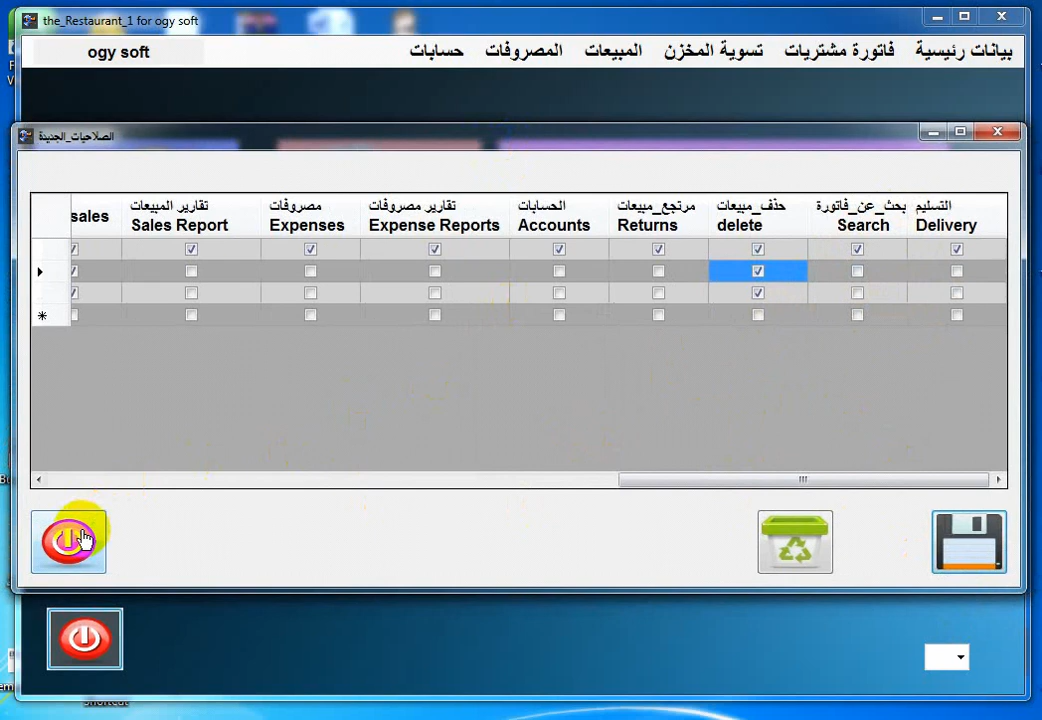 the_Restaurant_1 for ogy soft
ogy soft
بيانات رئيسية
فاتورة مشتريات
تسوية المخزن
المبيعات
المصروفات
حسابات
الصلاحيات_الجديدة
sales
تقارير المبيعات
Sales Report
مصروفات
Expenses
تقارير مصروفات
Expense Reports
الحسابات
Accounts
مرتجع_مبيعات
Returns
حذف_مبيعات
delete
بحث_عن_فاتورة
Search
التسليم
Delivery
Shortcut